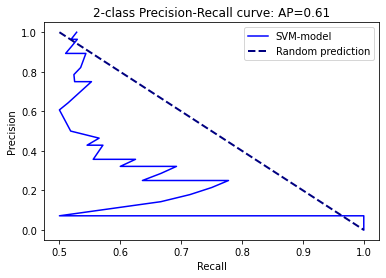 2-class Precision-Recall curve: AP=0.61
SVM-model
Random prediction
1.0
0.8
0.6
0.4
0.2
0.0
Precision
0.5
0.6
0.7
0.8
0.9
1.0
Recall